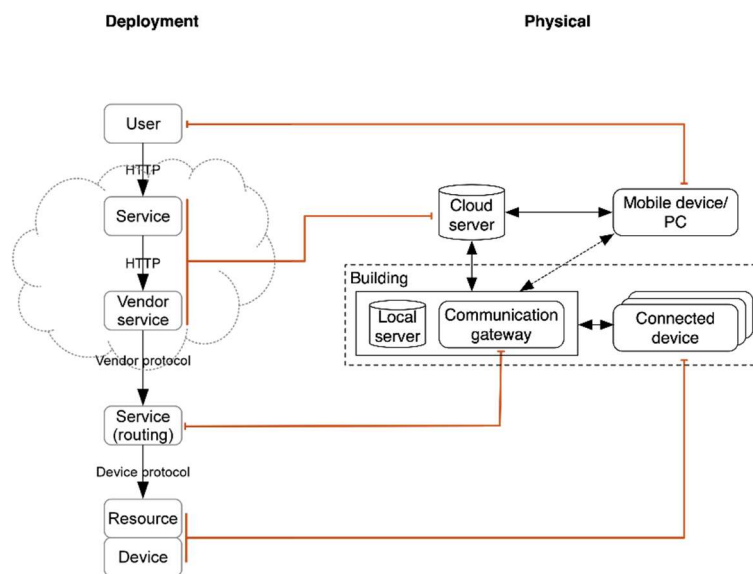 Deployment
Physical
User
HTTP
Service
HTTP
Vendor
service
Vendor protocol
Service
(routing)
Device protocol
Resource
Device
Cloud
server
Mobile device/
PC
Building
Local
server
Communication
gateway
Connected
device